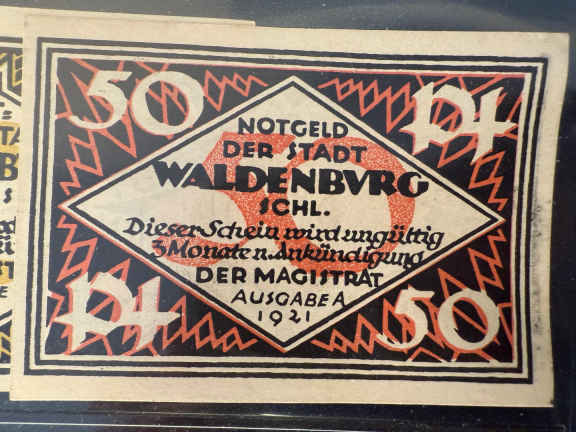 50 Pf
NOTGELD
DER STADT
WALDENBVRG
SCHL.
50
Dieser Schein wird ungültig
3 Monate n. Ankündigung
DER MAGISTRAT
AUSGABE A
1921
Pf 50